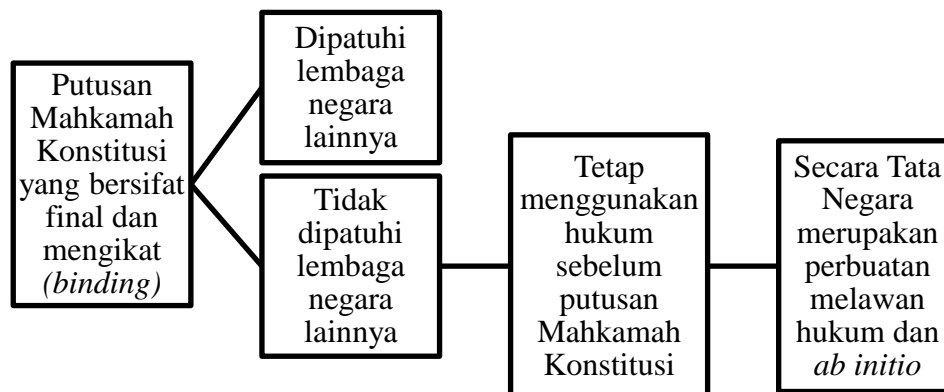 Putusan
Mahkamah
Konstitusi
yang bersifat
final dan
mengikat
(binding)
Dipatuhi
lembaga
negara
lainnya
Tidak
dipatuhi
lembaga
negara
lainnya
Tetap
menggunakan
hukum
sebelum
putusan
Mahkamah
Konstitusi
Secara Tata
Negara
merupakan
perbuatan
melawan
hukum dan
ab initio